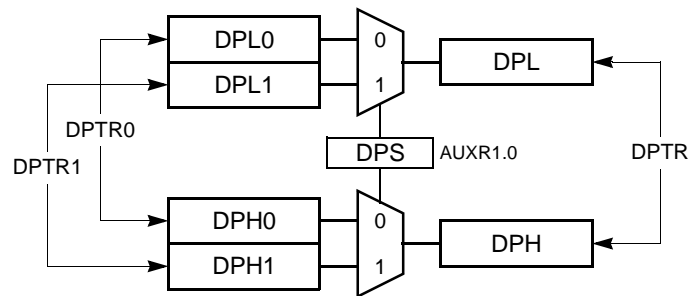 DPL0
0
DPL1
1
DPL
DPTR0
DPTR1
DPS
AUXR1.0
DPTR
DPH0
0
DPH
DPH1
1